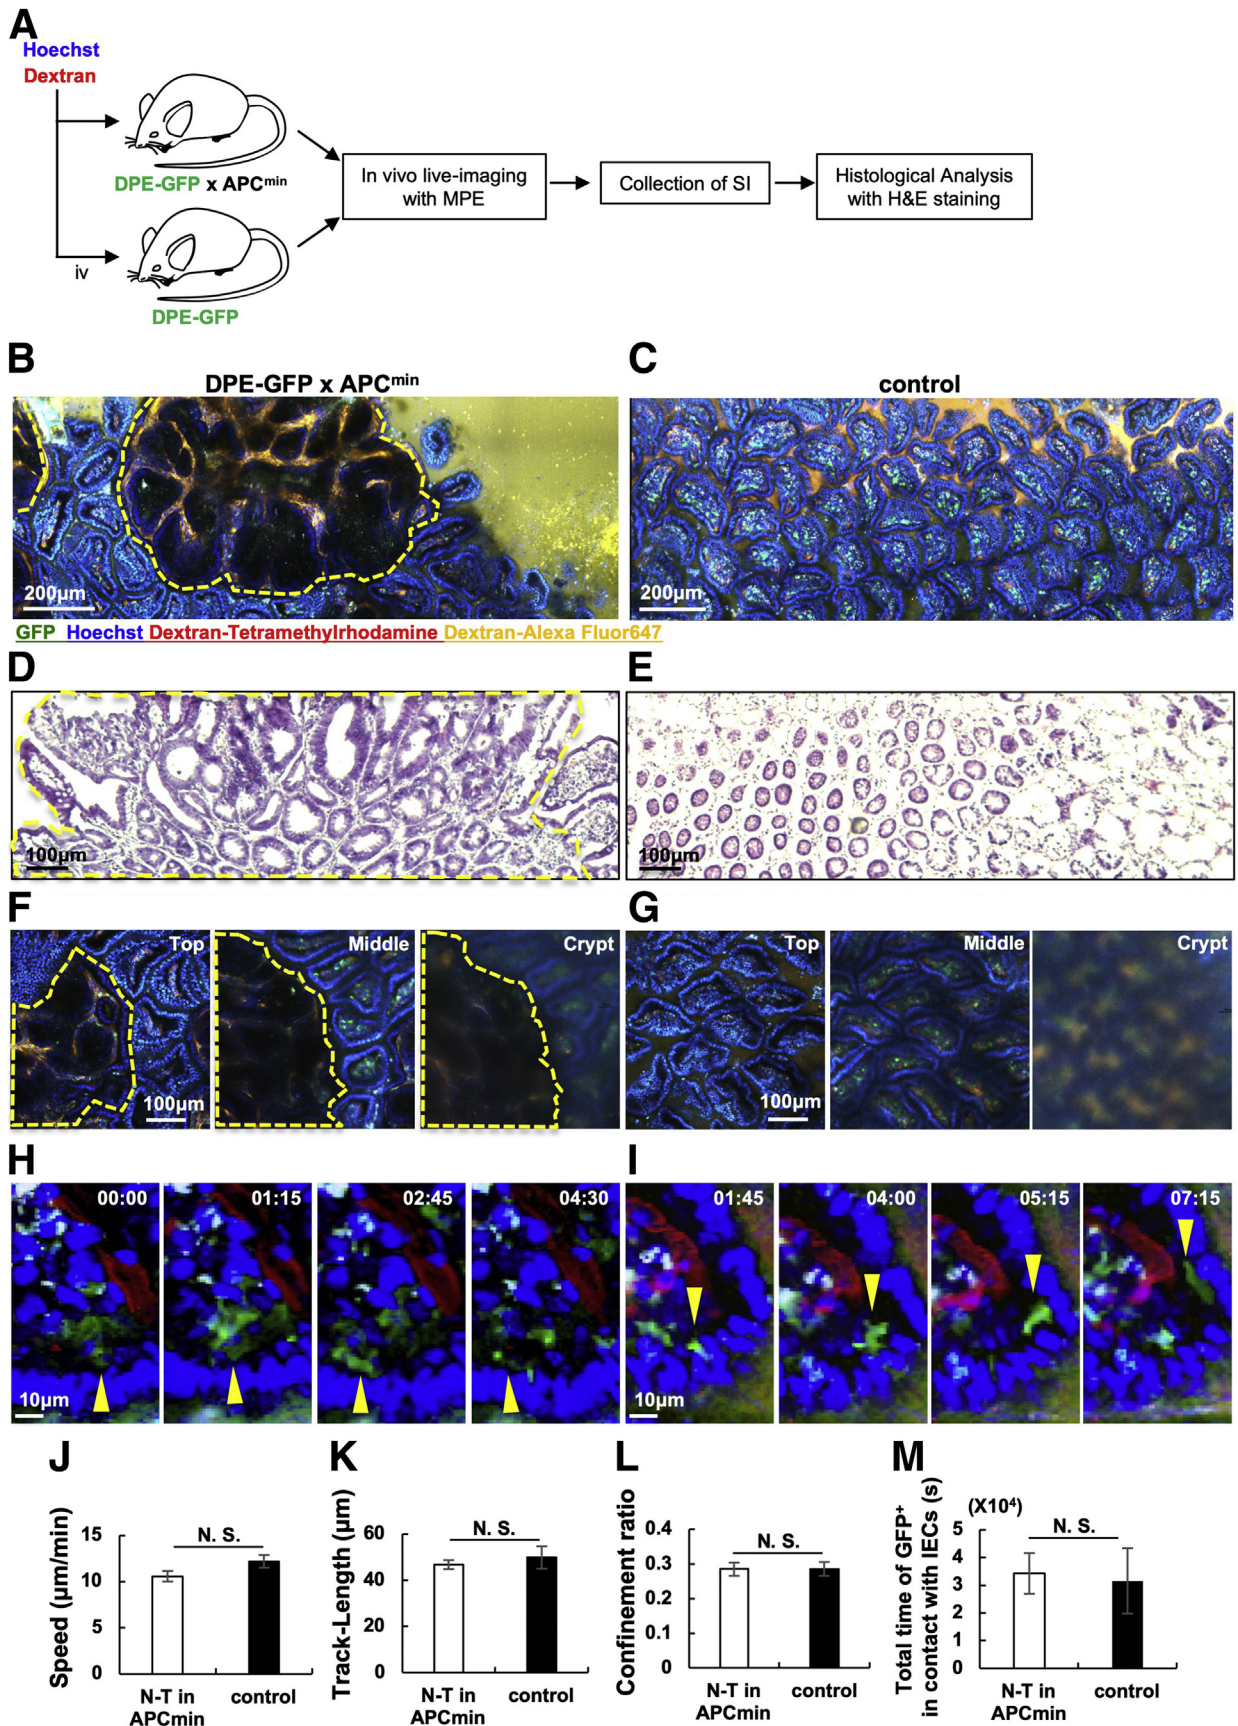 A
Hoechst
Dextran
DPE-GFP x APCmin
iv
DPE-GFP
In vivo live-imaging
with MPE
Collection of SI
Histological Analysis
with H&E staining
B
DPE-GFP x APCmin
200μm
C
control
200μm
GFP Hoechst Dextran-Tetramethylrhodamine Dextran-Alexa Fluor647
D
100μm
E
100μm
F
Top
100μm
Middle
Crypt
G
Top
100μm
Middle
Crypt
H
00:00
10μm
01:15
02:45
04:30
I
01:45
10μm
04:00
05:15
07:15
J
Speed (μm/min)
15
10
5
0
N. S.
N-T in
APCmin
control
K
Track-Length (μm)
60
40
20
0
N. S.
N-T in
APCmin
control
L
Confinement ratio
0.4
0.3
0.2
0.1
0
N. S.
N-T in
APCmin
control
M
Total time of GFP+
in contact with IECs (s)
(X10⁴)
5
4
3
2
1
0
N. S.
N-T in
APCmin
control